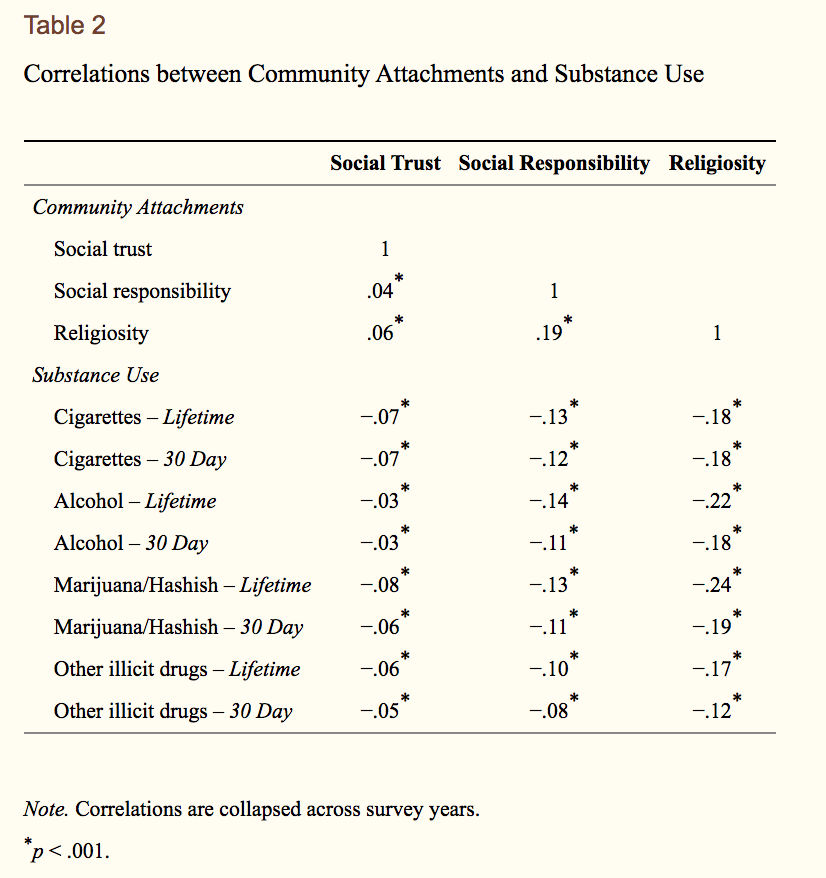 Table 2
Correlations between Community Attachments and Substance Use
Social Trust Social Responsibility Religiosity
Community Attachments
Social trust 1
Social responsibility .04* 1
Religiosity .06* .19* 1
Substance Use
Cigarettes – Lifetime −.07* −.13* −.18*
Cigarettes – 30 Day −.07* −.12* −.18*
Alcohol – Lifetime −.03* −.14* −.22*
Alcohol – 30 Day −.03* −.11* −.18*
Marijuana/Hashish – Lifetime −.08* −.13* −.24*
Marijuana/Hashish – 30 Day −.06* −.11* −.19*
Other illicit drugs – Lifetime −.06* −.10* −.17*
Other illicit drugs – 30 Day −.05* −.08* −.12*
Note. Correlations are collapsed across survey years.
*p < .001.